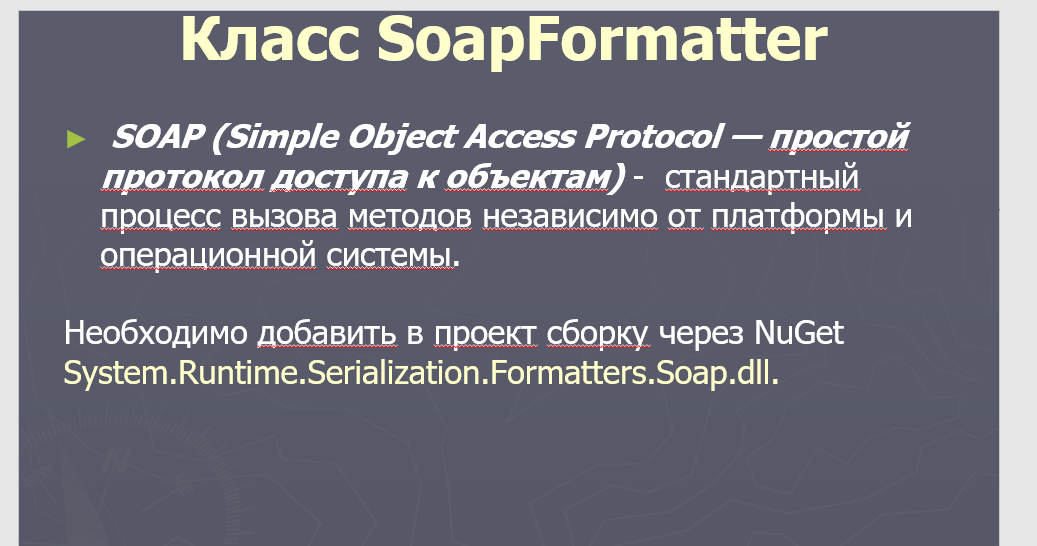 Класс SoapFormatter
SOAP (Simple Object Access Protocol — простой
протокол доступа к объектам) - стандартный
процесс вызова методов независимо от платформы и
операционной системы.
Необходимо добавить в проект сборку через NuGet
System.Runtime.Serialization.Formatters.Soap.dll.